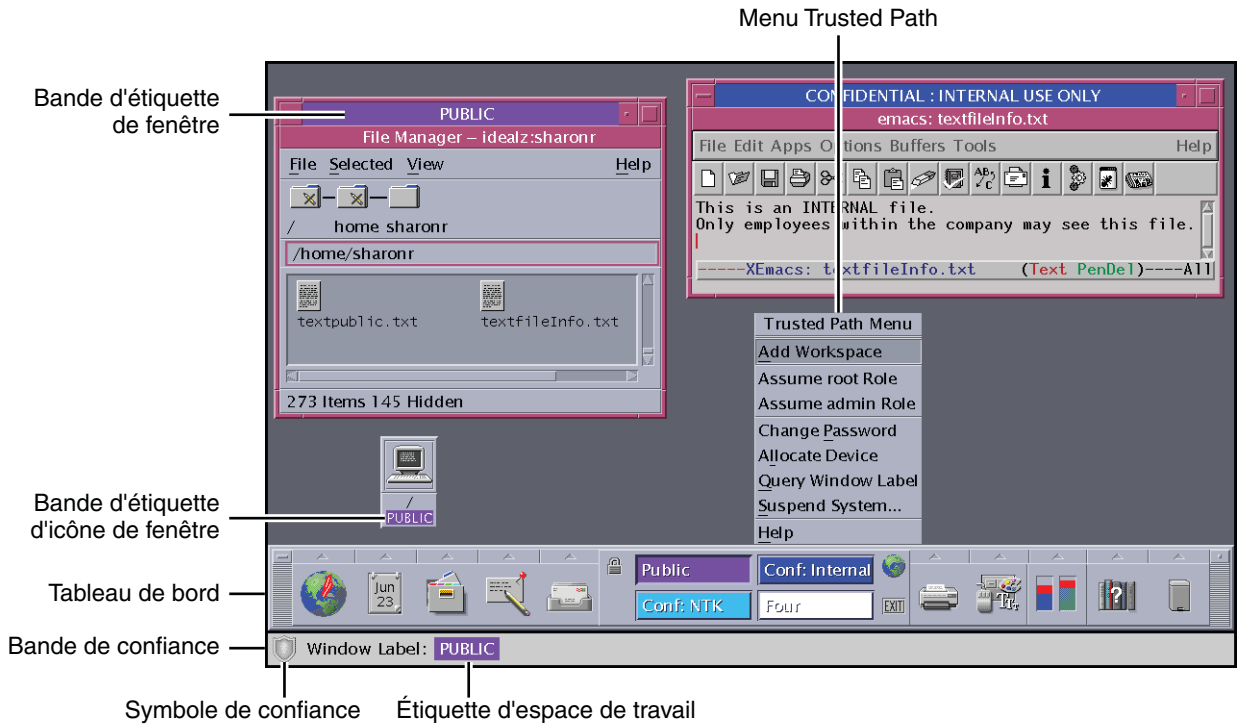 Menu Trusted Path
Bande d'étiquette
de fenêtre
PUBLIC
File Manager – idealz:sharonr
File Selected View Help
/ home sharonr
/home/sharonr
textpublic.txt textfileInfo.txt
273 Items 145 Hidden
CONFIDENTIAL : INTERNAL USE ONLY
emacs: textfileInfo.txt
File Edit Apps Options Buffers Tools Help
This is an INTERNAL file.
Only employees within the company may see this file.
-----XEmacs: textfileInfo.txt (Text PenDel)----All
Trusted Path Menu
Add Workspace
Assume root Role
Assume admin Role
Change Password
Allocate Device
Query Window Label
Suspend System...
Help
Bande d'étiquette
d'icône de fenêtre
/
PUBLIC
Tableau de bord
Jun
23
Public
Conf: Internal
Conf: NTK
Four
EXIT
Bande de confiance
Window Label: PUBLIC
Symbole de confiance
Étiquette d'espace de travail